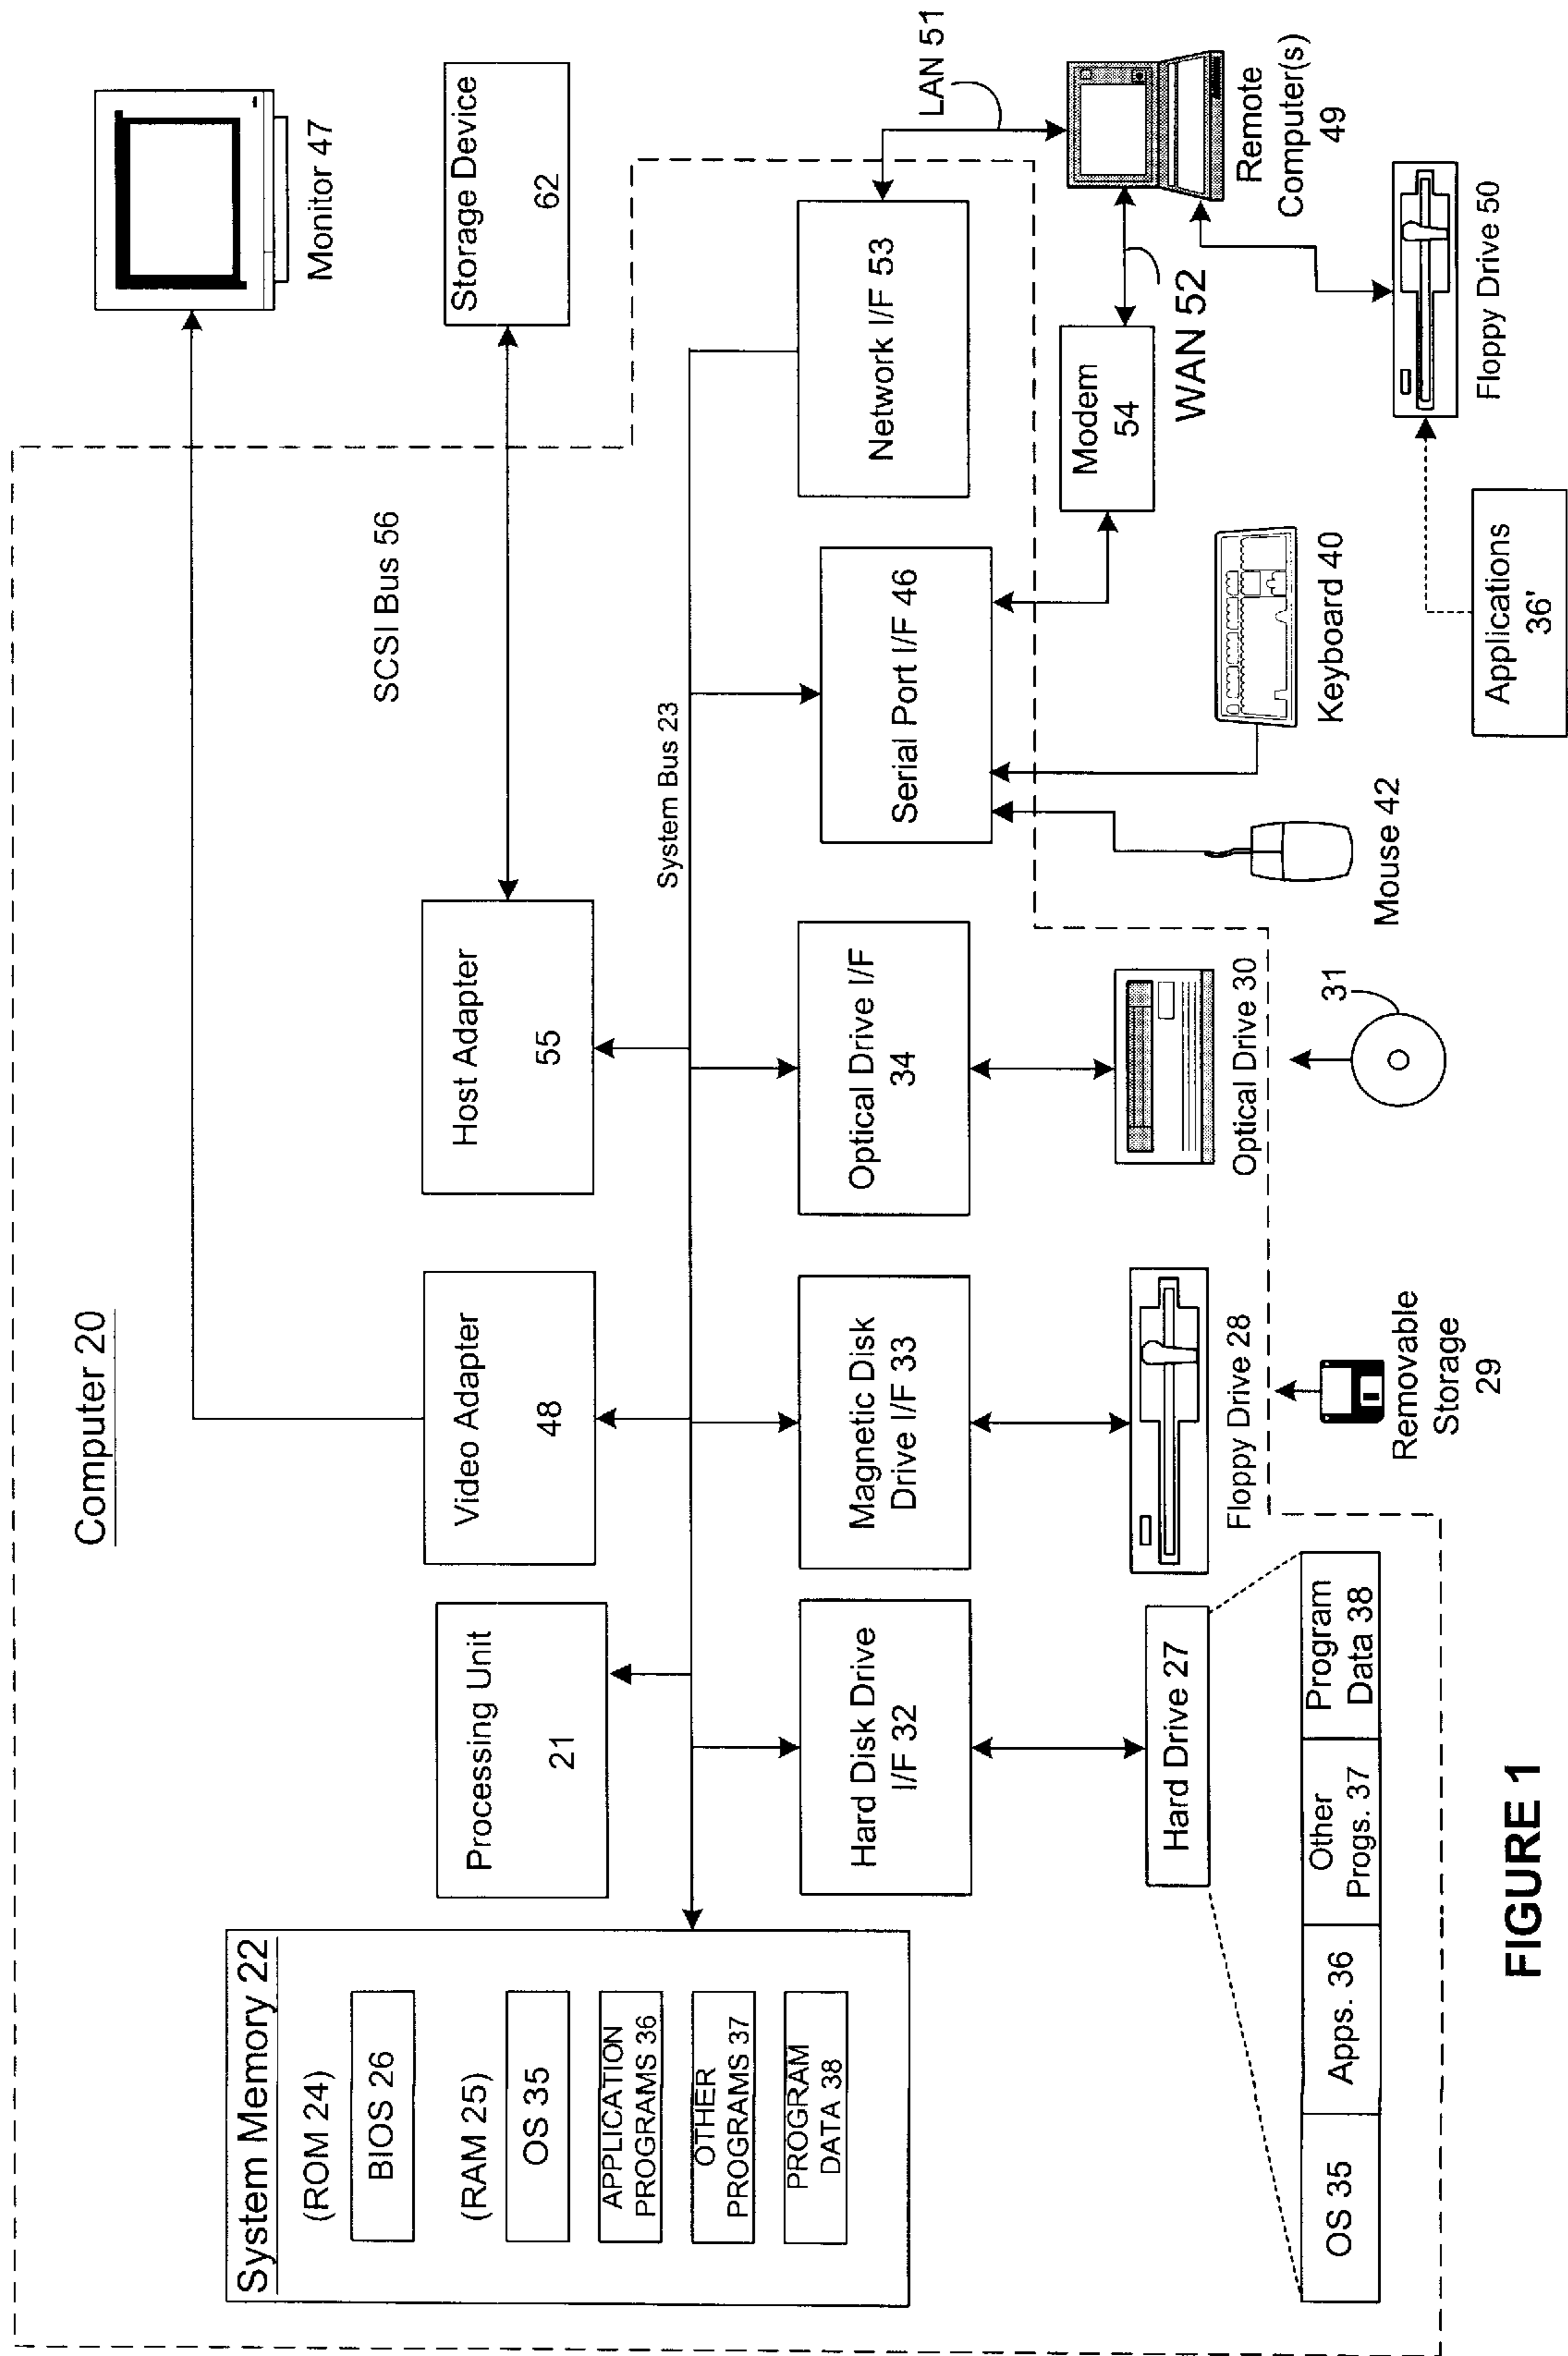 Computer 20
System Memory 22
(ROM 24)
BIOS 26
(RAM 25)
OS 35
APPLICATION
PROGRAMS 36
OTHER
PROGRAMS 37
PROGRAM
DATA 38
Processing Unit
21
Video Adapter
48
Host Adapter
55
SCSI Bus 56
Monitor 47
Storage Device
62
System Bus 23
Hard Disk Drive
I/F 32
Magnetic Disk
Drive I/F 33
Optical Drive I/F
34
Serial Port I/F 46
Network I/F 53
LAN 51
Hard Drive 27
Floppy Drive 28
Optical Drive 30
Modem
54
WAN 52
Remote
Computer(s)
49
OS 35
Apps. 36
Other
Progs. 37
Program
Data 38
Removable
Storage
29
31
Mouse 42
Keyboard 40
Floppy Drive 50
Applications
36'
FIGURE 1